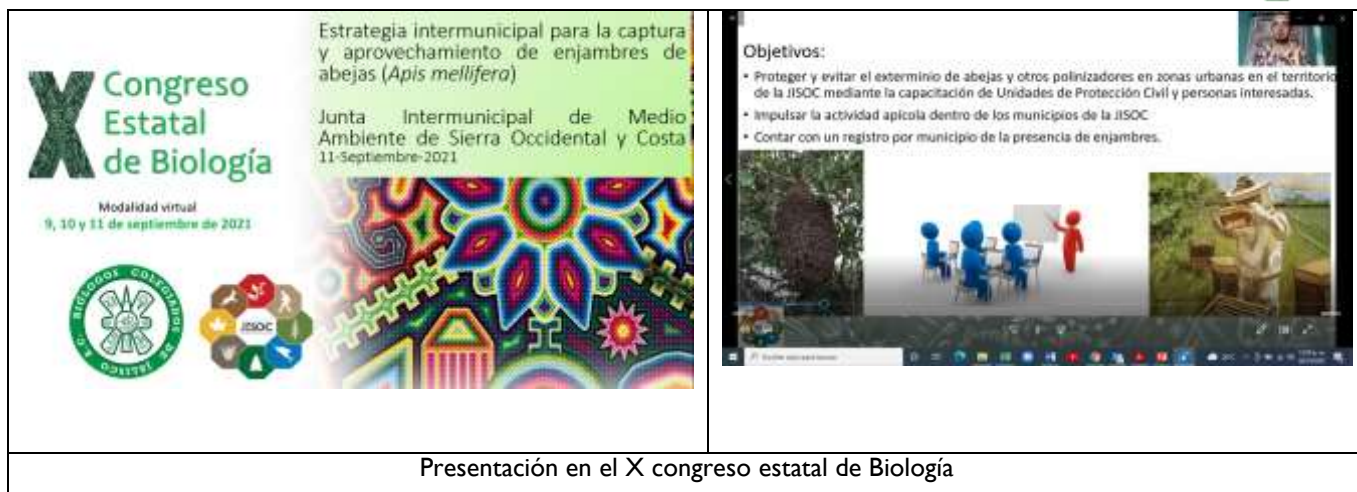 X Congreso
Estatal
de Biología
Modalidad virtual
9, 10 y 11 de septiembre de 2021
BIÓLOGOS COLEGIADOS DE JALISCO A.C.
JISOC
Estrategia intermunicipal para la captura
y aprovechamiento de enjambres de
abejas (Apis mellifera)
Junta Intermunicipal de Medio
Ambiente de Sierra Occidental y Costa
11-Septiembre-2021
Objetivos:
• Proteger y evitar el exterminio de abejas y otros polinizadores en zonas urbanas en el territorio
de la JISOC mediante la capacitación de Unidades de Protección Civil y personas interesadas.
• Impulsar la actividad apícola dentro de los municipios de la JISOC
• Contar con un registro por municipio de la presencia de enjambres.
Presentación en el X congreso estatal de Biología